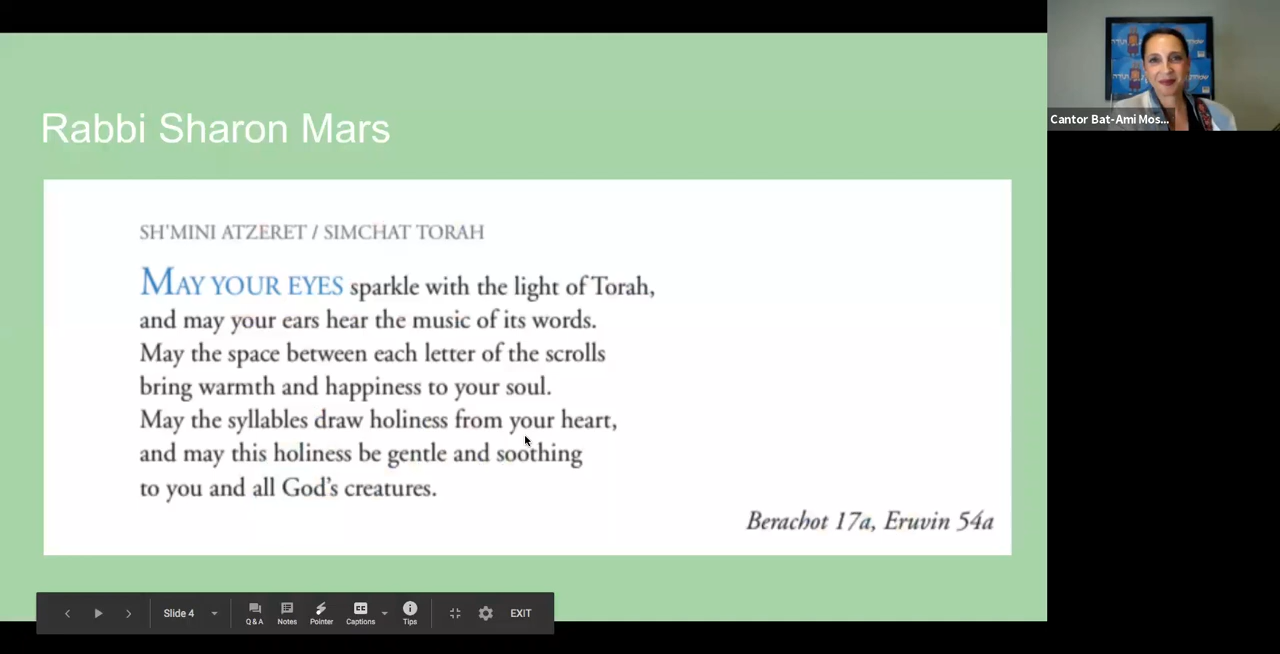 Rabbi Sharon Mars
SH'MINI ATZERET / SIMCHAT TORAH
MAY YOUR EYES sparkle with the light of Torah,
and may your ears hear the music of its words.
May the space between each letter of the scrolls
bring warmth and happiness to your soul.
May the syllables draw holiness from your heart,
and may this holiness be gentle and soothing
to you and all God's creatures.
Berachot 17a, Eruvin 54a
Cantor Bat-Ami Mos...
Slide 4
Q & A
Notes
Pointer
CC
Captions
Tips
EXIT